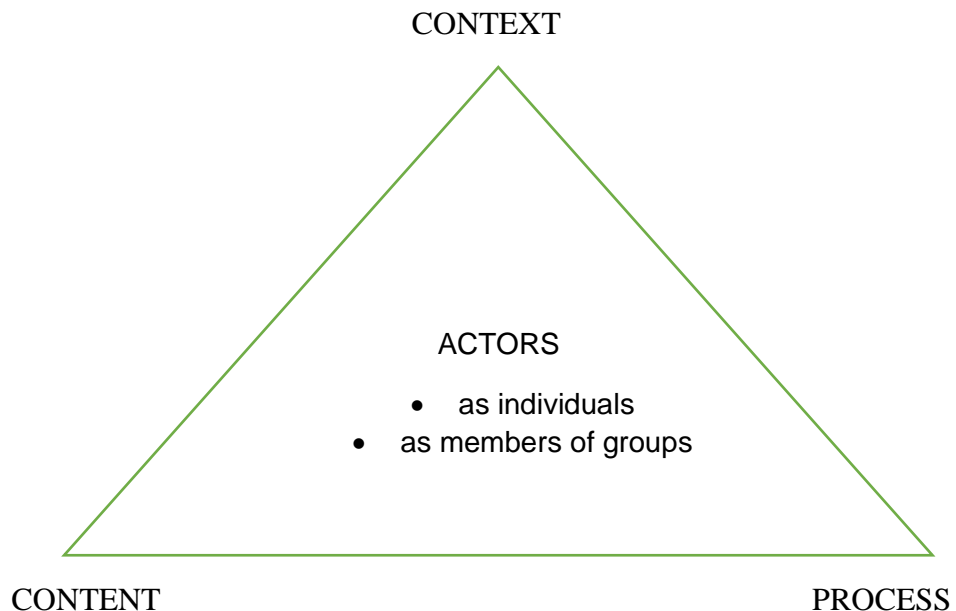 CONTEXT
ACTORS
• as individuals
• as members of groups
CONTENT PROCESS